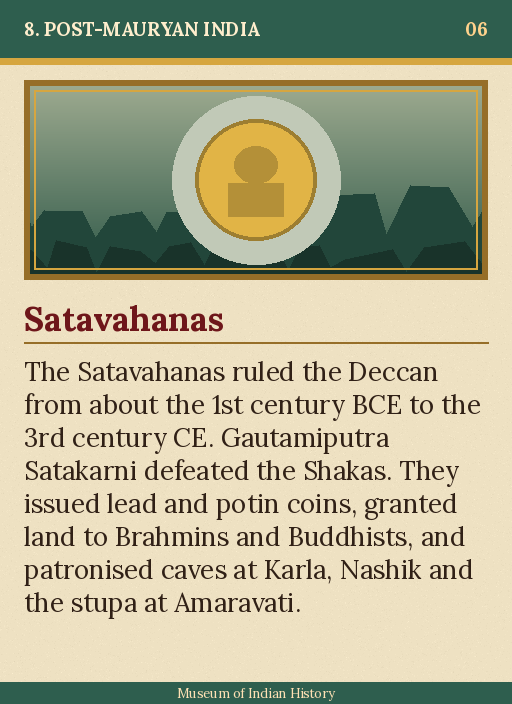 8. POST-MAURYAN INDIA 06
Satavahanas
The Satavahanas ruled the Deccan
from about the 1st century BCE to the
3rd century CE. Gautamiputra
Satakarni defeated the Shakas. They
issued lead and potin coins, granted
land to Brahmins and Buddhists, and
patronised caves at Karla, Nashik and
the stupa at Amaravati.
Museum of Indian History